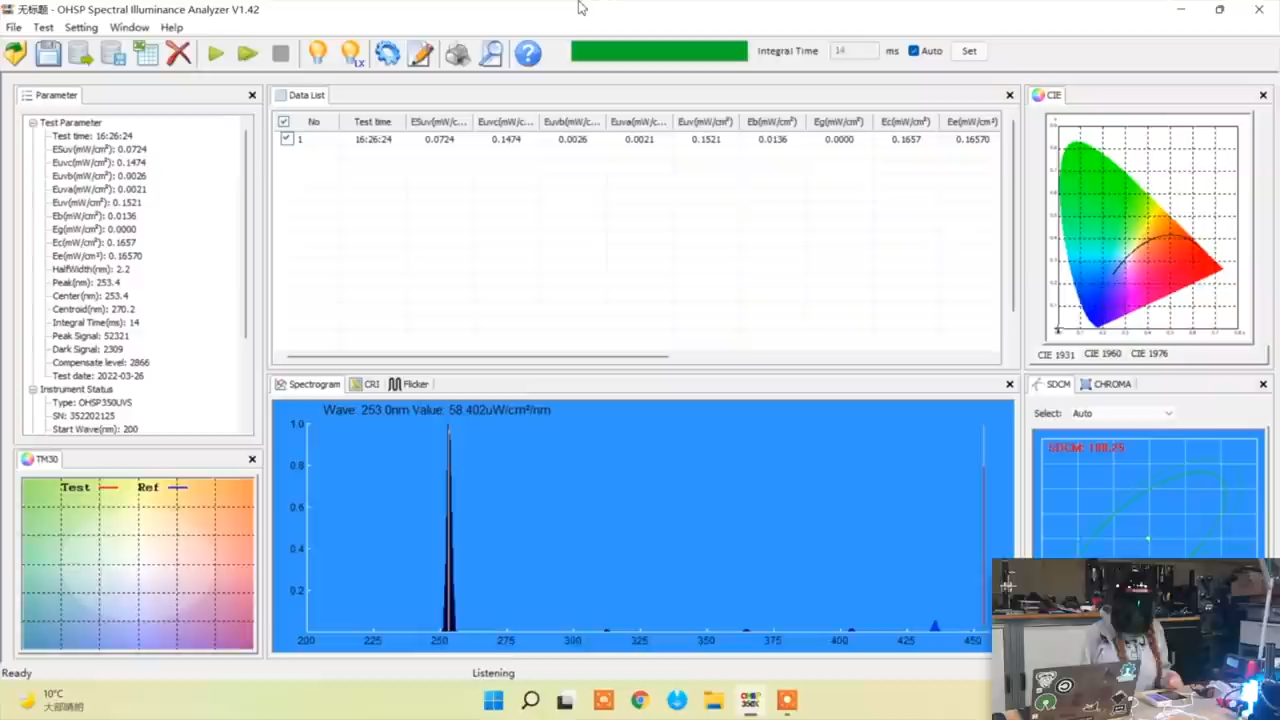 无标题 - OHSP Spectral Illuminance Analyzer V1.42
File Test Setting Window Help
LX
Integral Time 14 ms Auto Set
Parameter
Test Parameter
Test time: 16:26:24
ESuv(mW/cm²): 0.0724
Euvc(mW/cm²): 0.1474
Euvb(mW/cm²): 0.0026
Euva(mW/cm²): 0.0021
Euv(mW/cm²): 0.1521
Eb(mW/cm²): 0.0136
Eg(mW/cm²): 0.0000
Ec(mW/cm²): 0.1657
Ee(mW/cm²): 0.16570
HalfWidth(nm): 2.2
Peak(nm): 253.4
Center(nm): 253.4
Centroid(nm): 270.2
Integral Time(ms): 14
Peak Signal: 52321
Dark Signal: 2309
Compensate level: 2866
Test date: 2022-03-26
Instrument Status
Type: OHSP350UVS
SN: 352202125
Start Wave(nm): 200
Data List
No Test time ESuv(mW/c... Euvc(mW/c... Euvb(mW/c... Euva(mW/c... Euv(mW/cm²) Eb(mW/cm²) Eg(mW/cm²) Ec(mW/cm²) Ee(mW/cm²)
1 16:26:24 0.0724 0.1474 0.0026 0.0021 0.1521 0.0136 0.0000 0.1657 0.16570
CIE
CIE 1931 CIE 1960 CIE 1976
TM30
Test Ref
Spectrogram CRI Flicker
Wave: 253.0nm Value: 58.402uW/cm²/nm
1.0
0.8
0.6
0.4
0.2
200 225 250 275 300 325 350 375 400 425 450
SDCM CHROMA
Select: Auto
SDCM: 188.25
Ready Listening
10°C
大部晴朗